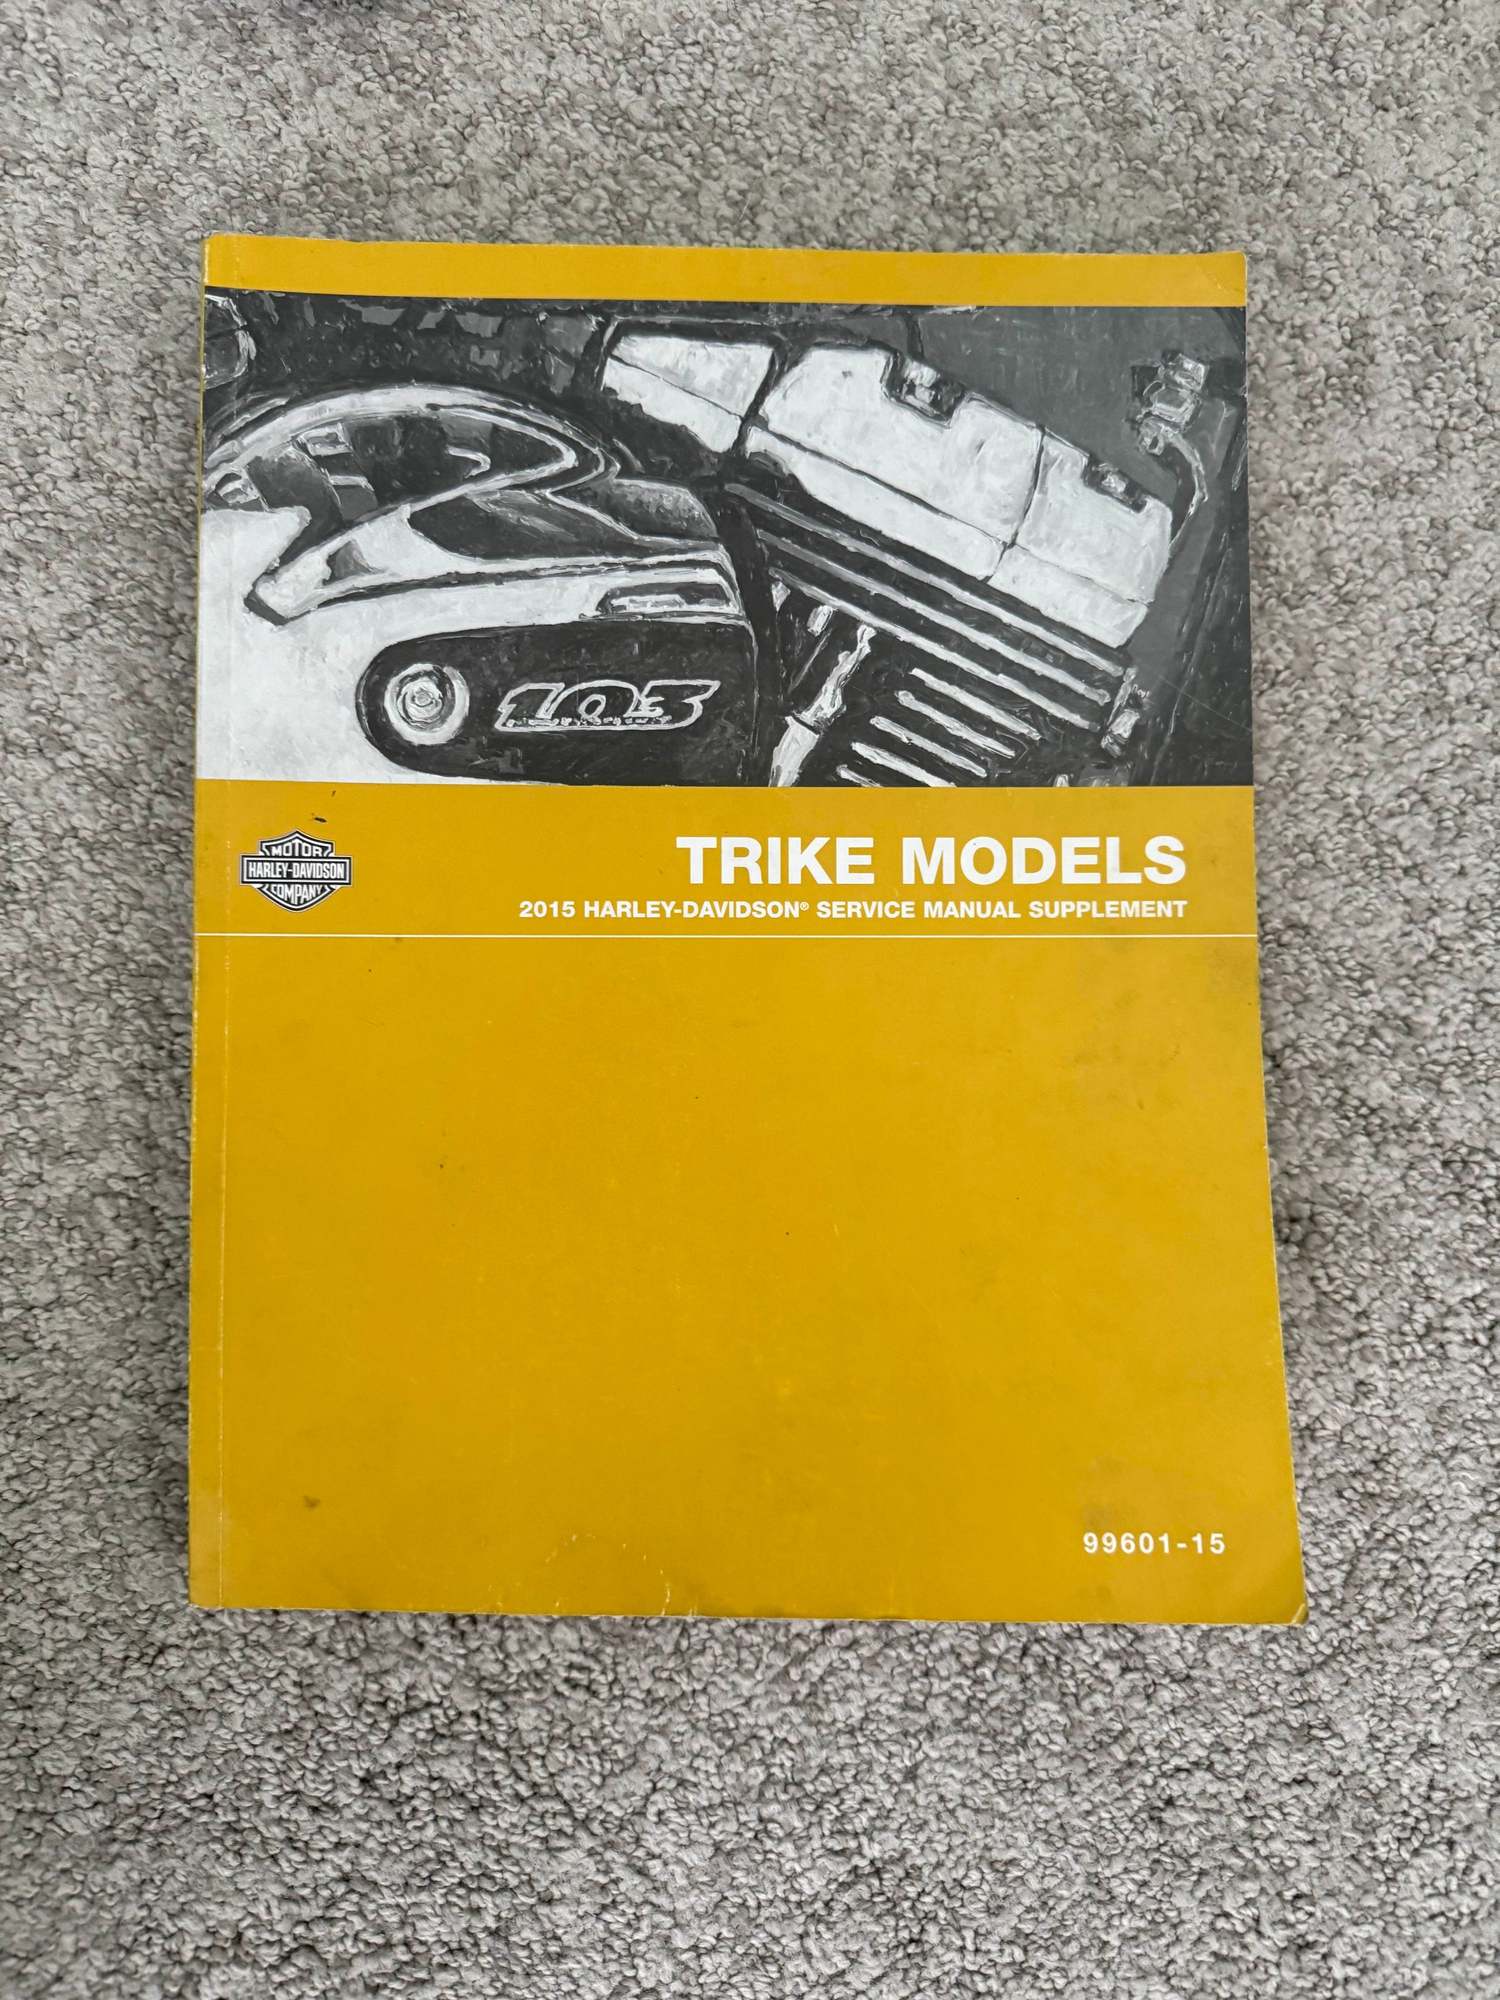 103
MOTOR
HARLEY-DAVIDSON
COMPANY
TRIKE MODELS
2015 HARLEY-DAVIDSON® SERVICE MANUAL SUPPLEMENT
99601-15